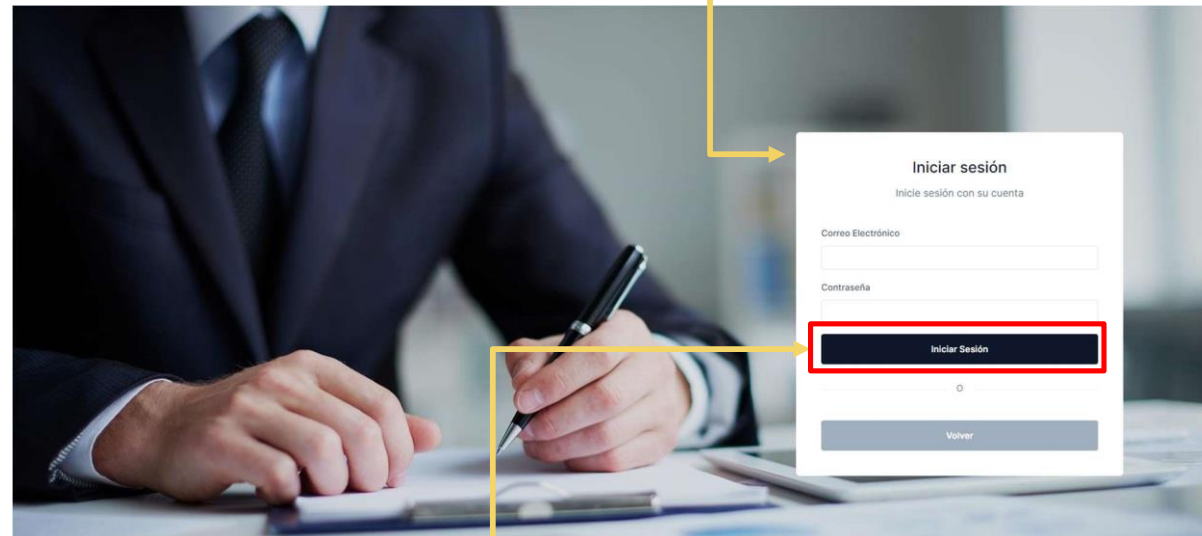 Iniciar sesión
Inicie sesión con su cuenta
Correo Electrónico
Contraseña
Iniciar Sesión
O
Volver